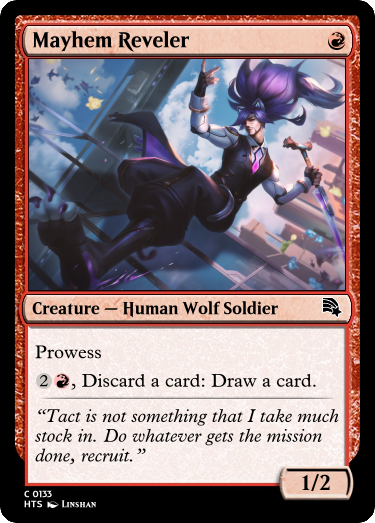 Mayhem Reveler
Creature — Human Wolf Soldier
Prowess
2, Discard a card: Draw a card.
“Tact is not something that I take much
stock in. Do whatever gets the mission
done, recruit.”
1/2
C 0133
HTS Linshan